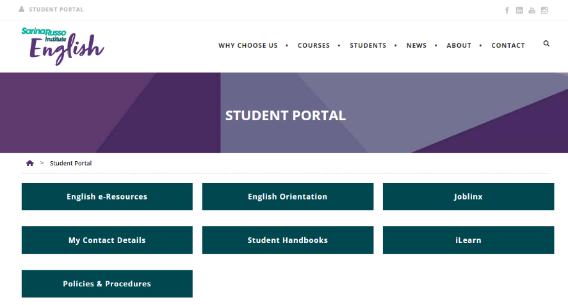 STUDENT PORTAL
SarinaRusso
Institute
English
WHY CHOOSE US • COURSES • STUDENTS • NEWS • ABOUT • CONTACT
STUDENT PORTAL
> Student Portal
English e-Resources English Orientation Joblinx
My Contact Details Student Handbooks iLearn
Policies & Procedures